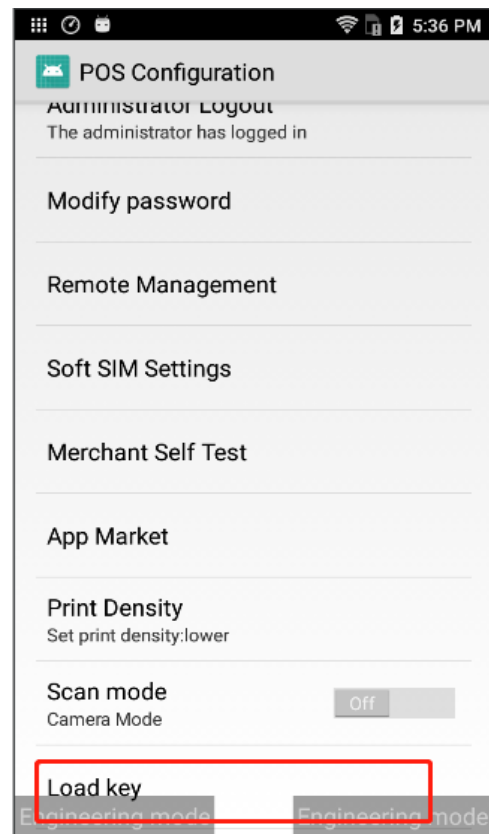 5:36 PM
POS Configuration
Administrator Logout
The administrator has logged in
Modify password
Remote Management
Soft SIM Settings
Merchant Self Test
App Market
Print Density
Set print density:lower
Scan mode
Off
Camera Mode
Load key
Engineering mode Engineering mode